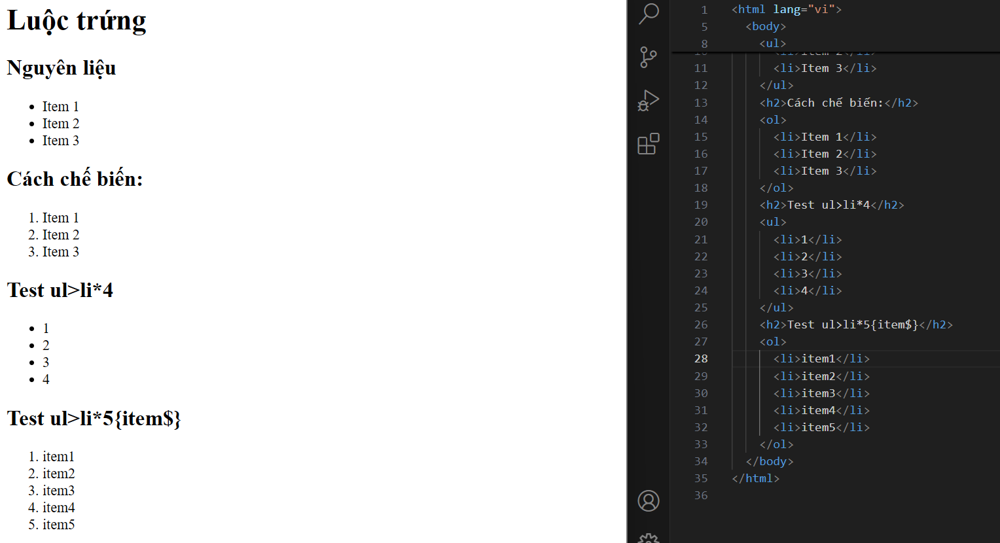 Luộc trứng
Nguyên liệu
Item 1
Item 2
Item 3
Cách chế biến:
1. Item 1
2. Item 2
3. Item 3
Test ul>li*4
1
2
3
4
Test ul>li*5{item$}
1. item1
2. item2
3. item3
4. item4
5. item5
1 <html lang="vi">
5 <body>
8 <ul>
10 <li>Item 2</li>
11 <li>Item 3</li>
12 </ul>
13 <h2>Cách chế biến:</h2>
14 <ol>
15 <li>Item 1</li>
16 <li>Item 2</li>
17 <li>Item 3</li>
18 </ol>
19 <h2>Test ul>li*4</h2>
20 <ul>
21 <li>1</li>
22 <li>2</li>
23 <li>3</li>
24 <li>4</li>
25 </ul>
26 <h2>Test ul>li*5{item$}</h2>
27 <ol>
28 <li>item1</li>
29 <li>item2</li>
30 <li>item3</li>
31 <li>item4</li>
32 <li>item5</li>
33 </ol>
34 </body>
35 </html>
36